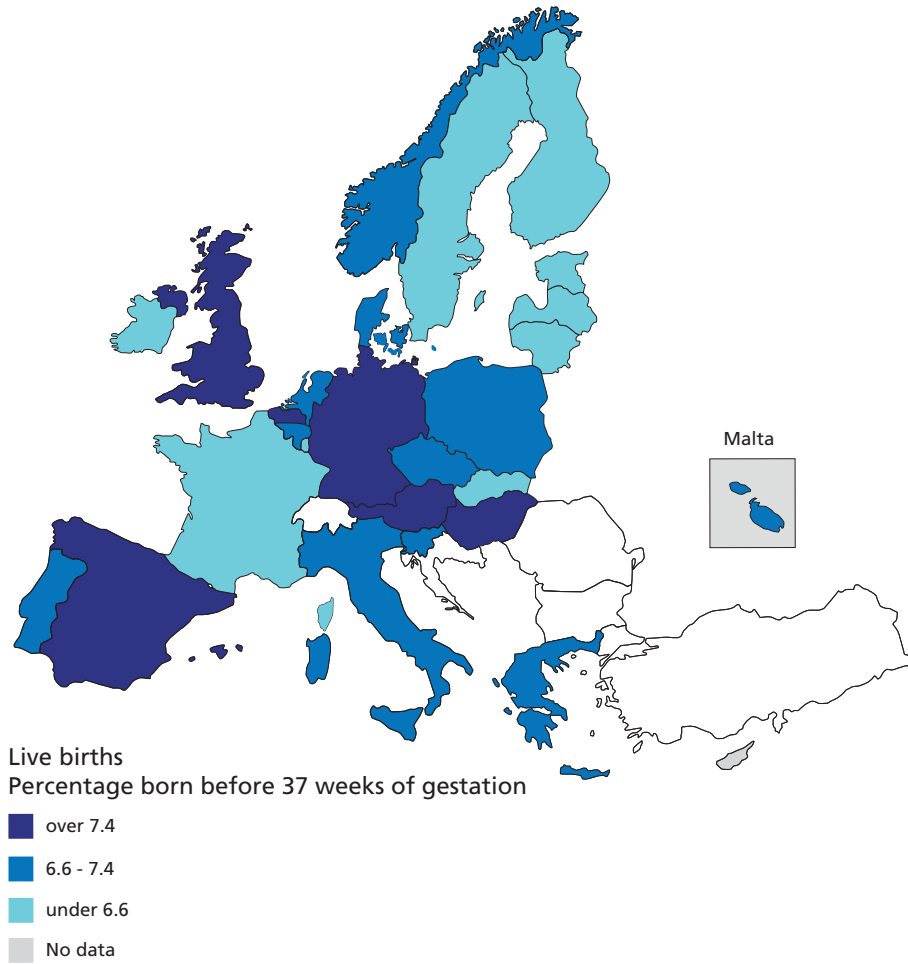 Malta
Live births
Percentage born before 37 weeks of gestation
over 7.4
6.6 - 7.4
under 6.6
No data